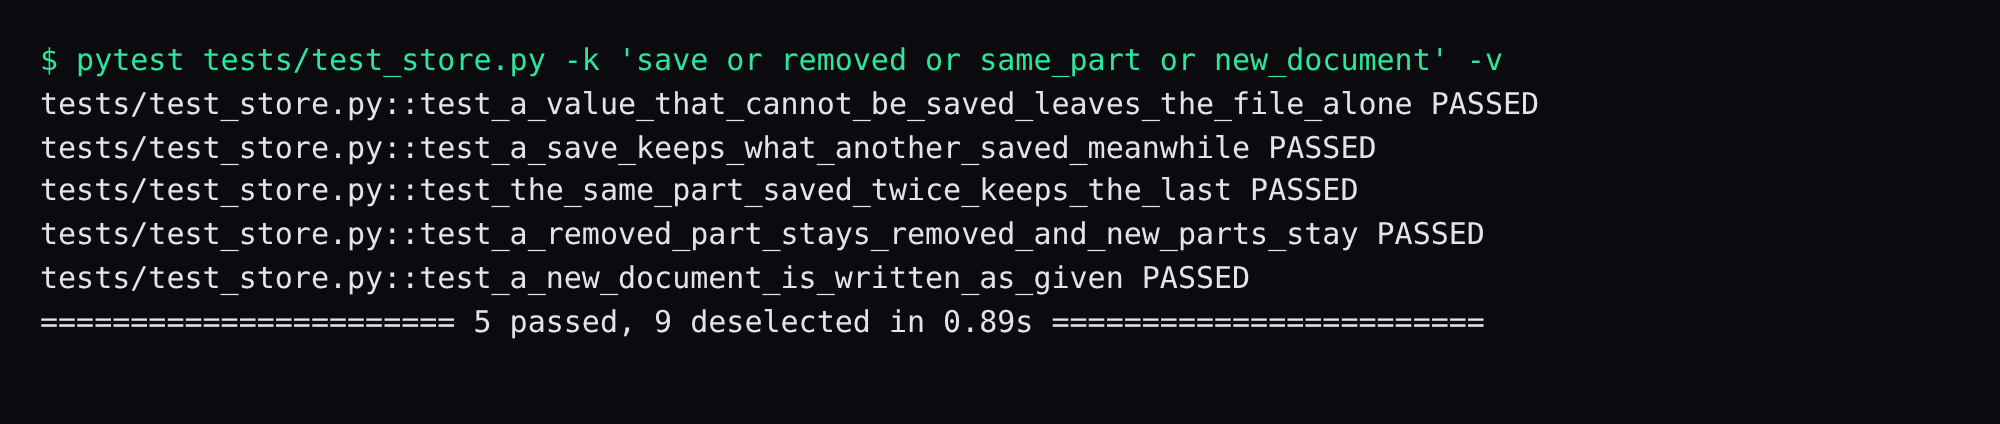 $ pytest tests/test_store.py -k 'save or removed or same_part or new_document' -v
tests/test_store.py::test_a_value_that_cannot_be_saved_leaves_the_file_alone PASSED
tests/test_store.py::test_a_save_keeps_what_another_saved_meanwhile PASSED
tests/test_store.py::test_the_same_part_saved_twice_keeps_the_last PASSED
tests/test_store.py::test_a_removed_part_stays_removed_and_new_parts_stay PASSED
tests/test_store.py::test_a_new_document_is_written_as_given PASSED
======================= 5 passed, 9 deselected in 0.89s ========================